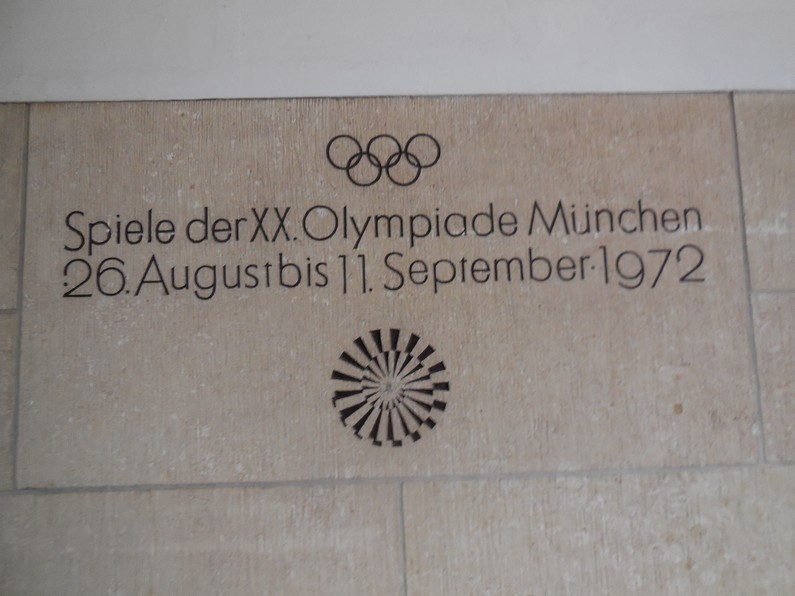 Spiele der XX. Olympiade München
26. August bis 11. September 1972